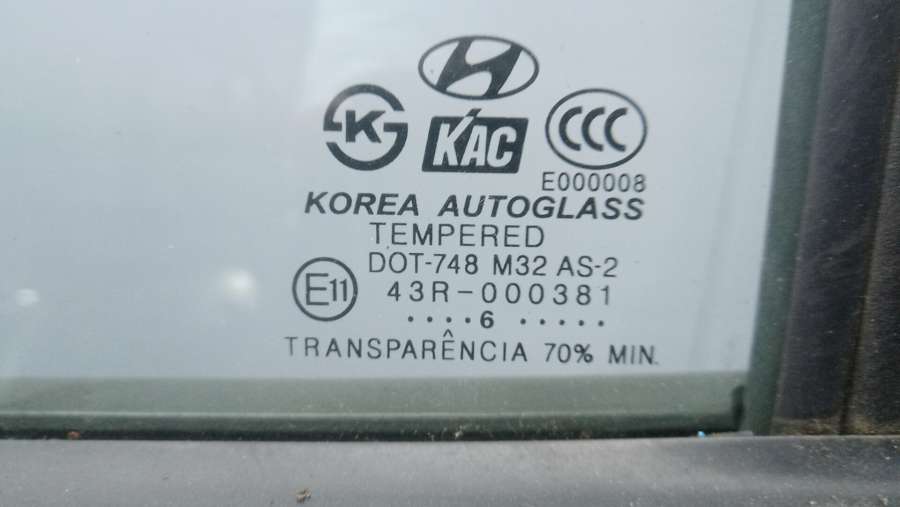 K
KAC
CCC
E000008
KOREA AUTOGLASS
TEMPERED
DOT-748 M32 AS-2
E11
43R-000381
....6 .....
TRANSPARÊNCIA 70% MIN.